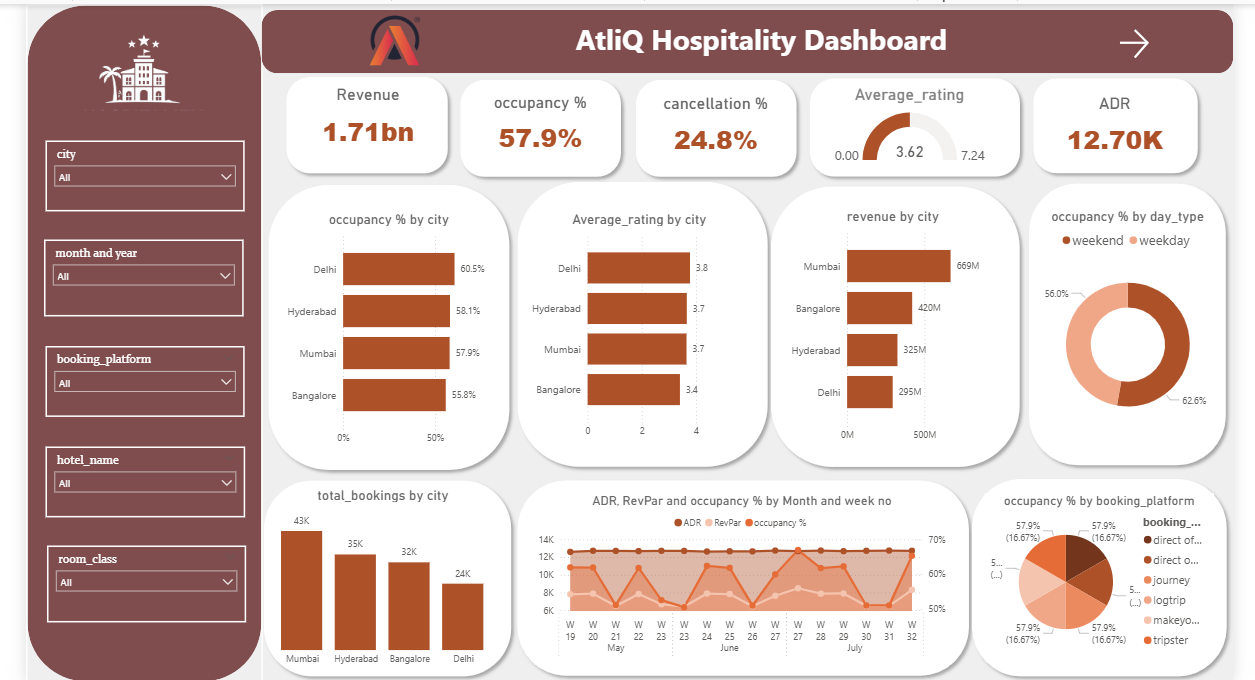 AtliQ Hospitality Dashboard
city
All
month and year
All
booking_platform
All
hotel_name
All
room_class
All
Revenue
1.71bn
occupancy %
57.9%
cancellation %
24.8%
Average_rating
0.00
3.62
7.24
ADR
12.70K
occupancy % by city
Delhi 60.5%
Hyderabad 58.1%
Mumbai 57.9%
Bangalore 55.8%
0% 50%
Average_rating by city
Delhi 3.8
Hyderabad 3.7
Mumbai 3.7
Bangalore 3.4
0 2 4
revenue by city
Mumbai 669M
Bangalore 420M
Hyderabad 325M
Delhi 295M
0M 500M
occupancy % by day_type
weekend weekday
56.0%
62.6%
total_bookings by city
43K
35K
32K
24K
Mumbai Hyderabad Bangalore Delhi
ADR, RevPar and occupancy % by Month and week no
ADR RevPar occupancy %
14K 70%
12K
10K 60%
8K
6K 50%
W W W W W W W W W W W W W W W W
19 20 21 22 23 23 24 25 26 27 27 28 29 30 31 32
May June July
occupancy % by booking_platform
57.9%
(16.67%)
57.9%
(16.67%)
5...
(...)
5...
(...)
57.9%
(16.67%)
57.9%
(16.67%)
booking_...
direct of...
direct o...
journey
logtrip
makeyo...
tripster